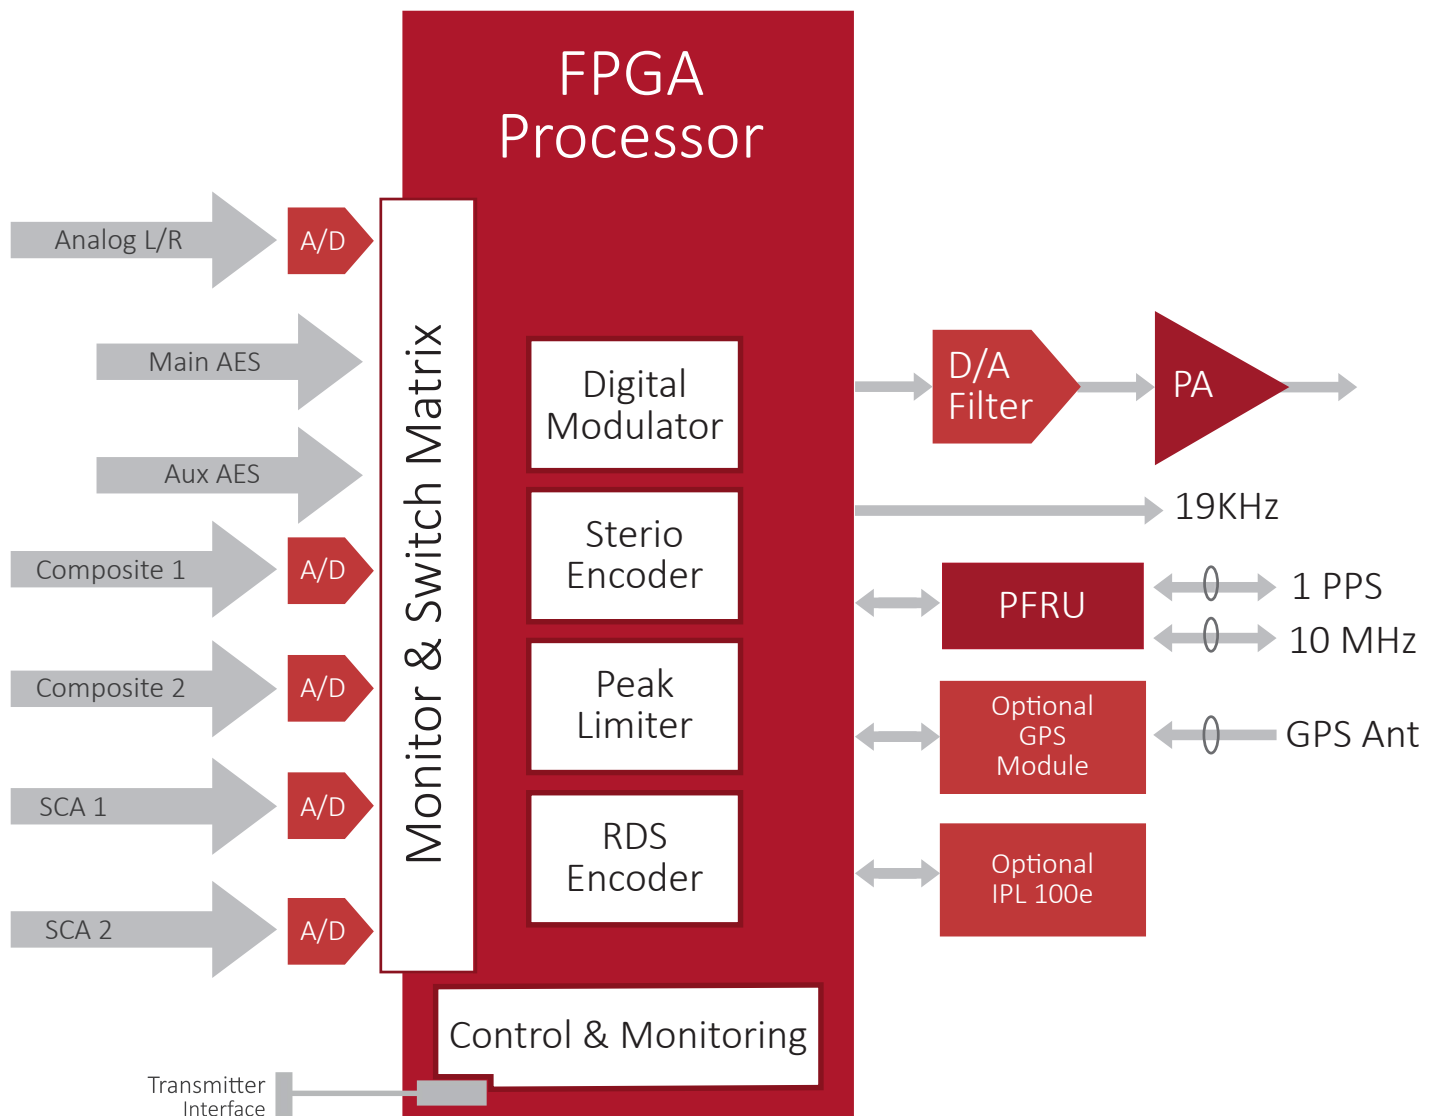 FPGA
Processor
Analog L/R
A/D
Main AES
Aux AES
Composite 1
A/D
Composite 2
A/D
SCA 1
A/D
SCA 2
A/D
Monitor & Switch Matrix
Digital
Modulator
Sterio
Encoder
Peak
Limiter
RDS
Encoder
Control & Monitoring
Transmitter
Interface
D/A
Filter
PA
19KHz
PFRU
1 PPS
10 MHz
Optional
GPS
Module
GPS Ant
Optional
IPL 100e